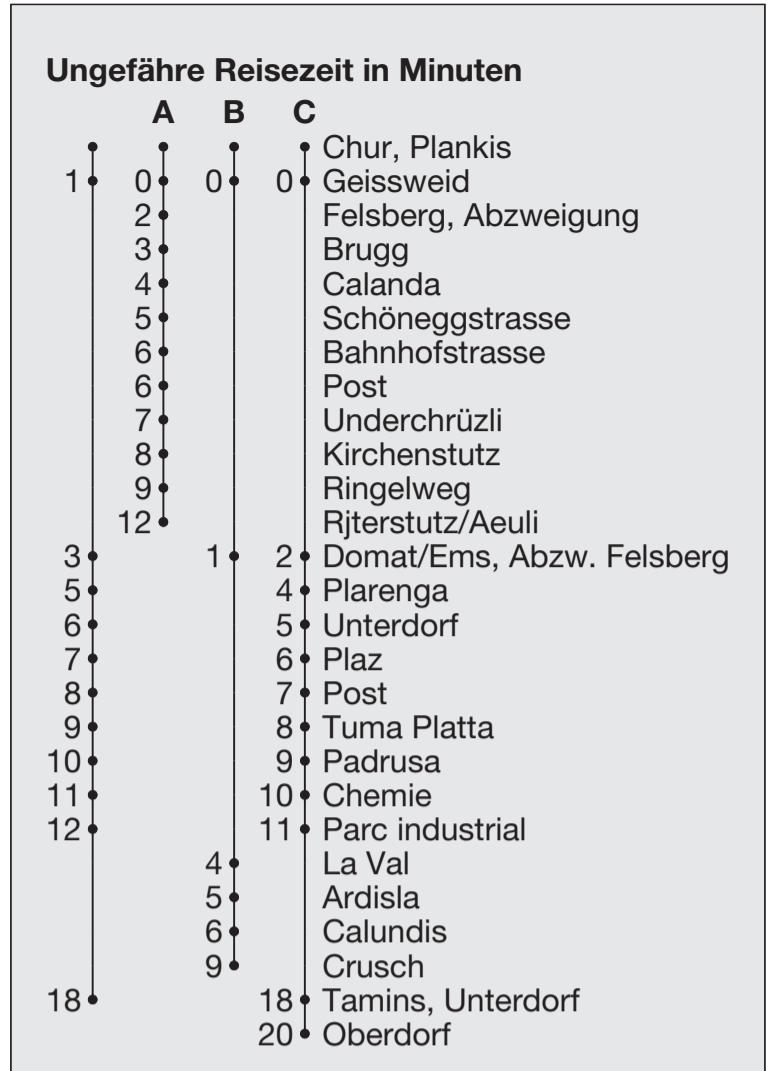 Ungefähre Reisezeit in Minuten
A B C
Chur, Plankis
1 0 0 0 Geissweid
2 Felsberg, Abzweigung
3 Brugg
4 Calanda
5 Schöneggstrasse
6 Bahnhofstrasse
6 Post
7 Underchrüzli
8 Kirchenstutz
9 Ringelweg
12 Rjterstutz/Aeuli
3 1 2 Domat/Ems, Abzw. Felsberg
5 4 Plarenga
6 5 Unterdorf
7 6 Plaz
8 7 Post
9 8 Tuma Platta
10 9 Padrusa
11 10 Chemie
12 11 Parc industrial
4 La Val
5 Ardisla
6 Calundis
9 Crusch
18 18 Tamins, Unterdorf
20 Oberdorf